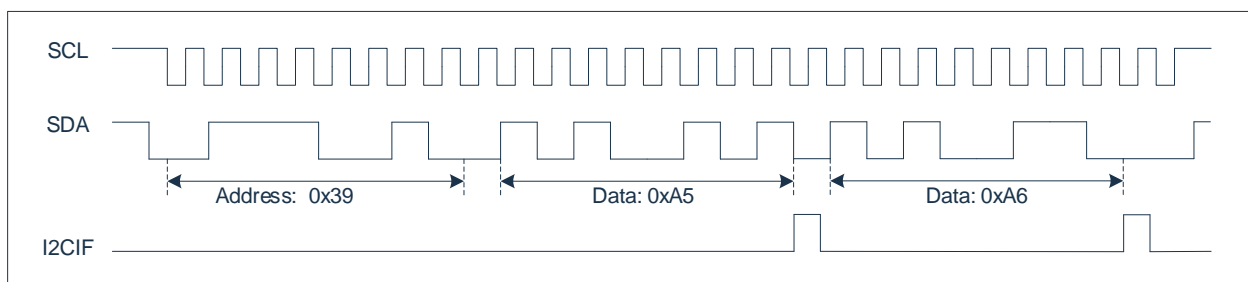 SCL
SDA
Address: 0x39 Data: 0xA5 Data: 0xA6
I2CIF